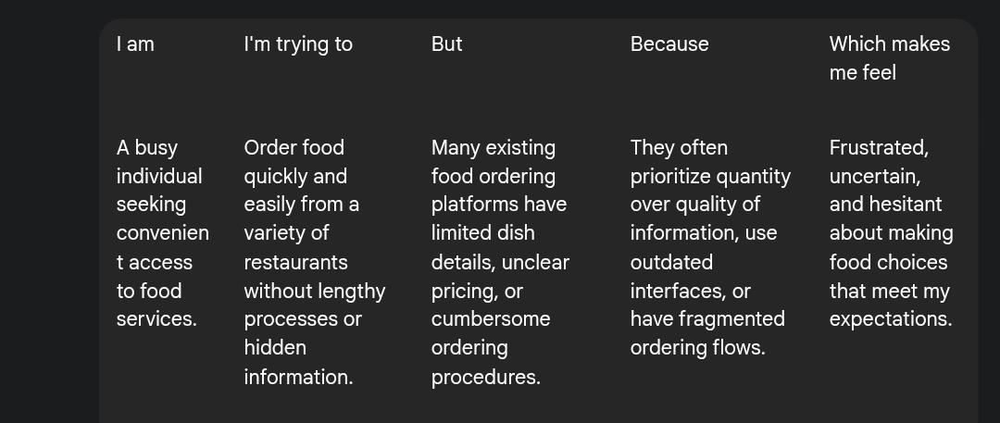 I am
I'm trying to
But
Because
Which makes
me feel
A busy
individual
seeking
convenien
t access
to food
services.
Order food
quickly and
easily from a
variety of
restaurants
without lengthy
processes or
hidden
information.
Many existing
food ordering
platforms have
limited dish
details, unclear
pricing, or
cumbersome
ordering
procedures.
They often
prioritize quantity
over quality of
information, use
outdated
interfaces, or
have fragmented
ordering flows.
Frustrated,
uncertain,
and hesitant
about making
food choices
that meet my
expectations.